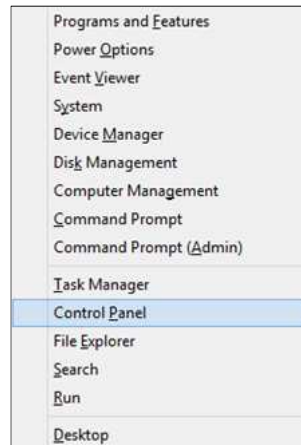 Programs and Features
Power Options
Event Viewer
System
Device Manager
Disk Management
Computer Management
Command Prompt
Command Prompt (Admin)
Task Manager
Control Panel
File Explorer
Search
Run
Desktop